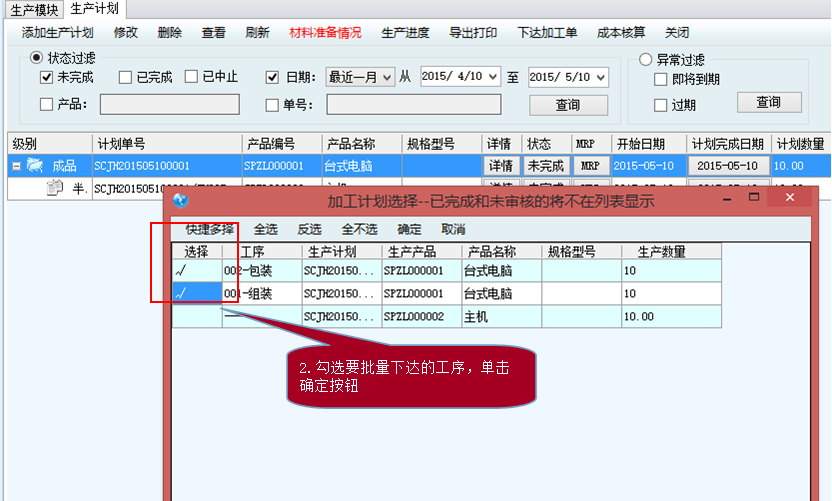 生产模块 生产计划
添加生产计划 修改 删除 查看 刷新 材料准备情况 生产进度 导出打印 下达加工单 成本核算 关闭
状态过滤 异常过滤
未完成 已完成 已中止 日期: 最近一月 从 2015/ 4/10 至 2015/ 5/10 即将到期
产品: 单号: 查询 过期 查询
级别 计划单号 产品编号 产品名称 规格型号 详情 状态 MRP 开始日期 计划完成日期 计划数量
成品 SCJH201505100001 SPZL000001 台式电脑 详情 未完成 MRP 2015-05-10 2015-05-10 10.00
半.
加工计划选择--已完成和未审核的将不在列表显示
快捷多择 全选 反选 全不选 确定 取消
选择 工序 生产计划 生产产品 产品名称 规格型号 生产数量
√ 002-包装 SCJH20150... SPZL000001 台式电脑 10
√ 001-组装 SCJH20150... SPZL000001 台式电脑 10
—— SCJH20150... SPZL000002 主机 10.00
2.勾选要批量下达的工序，单击
确定按钮